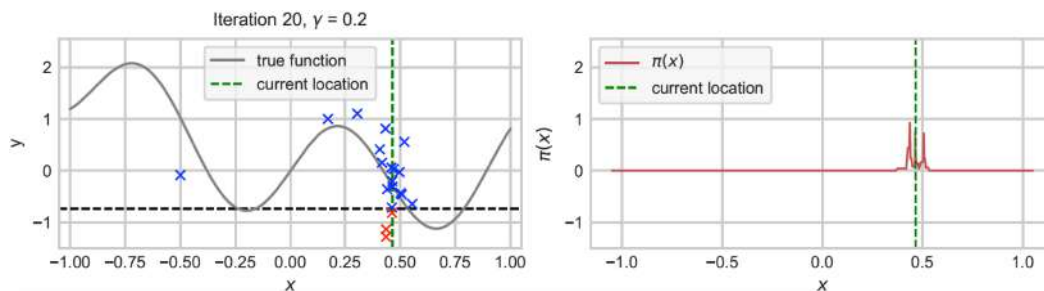 Iteration 20, γ = 0.2
true function
current location
2
1
0
−1
y
−1.00 −0.75 −0.50 −0.25 0.00 0.25 0.50 0.75 1.00
x
π(x)
current location
2
1
0
−1
π(x)
−1.0 −0.5 0.0 0.5 1.0
x